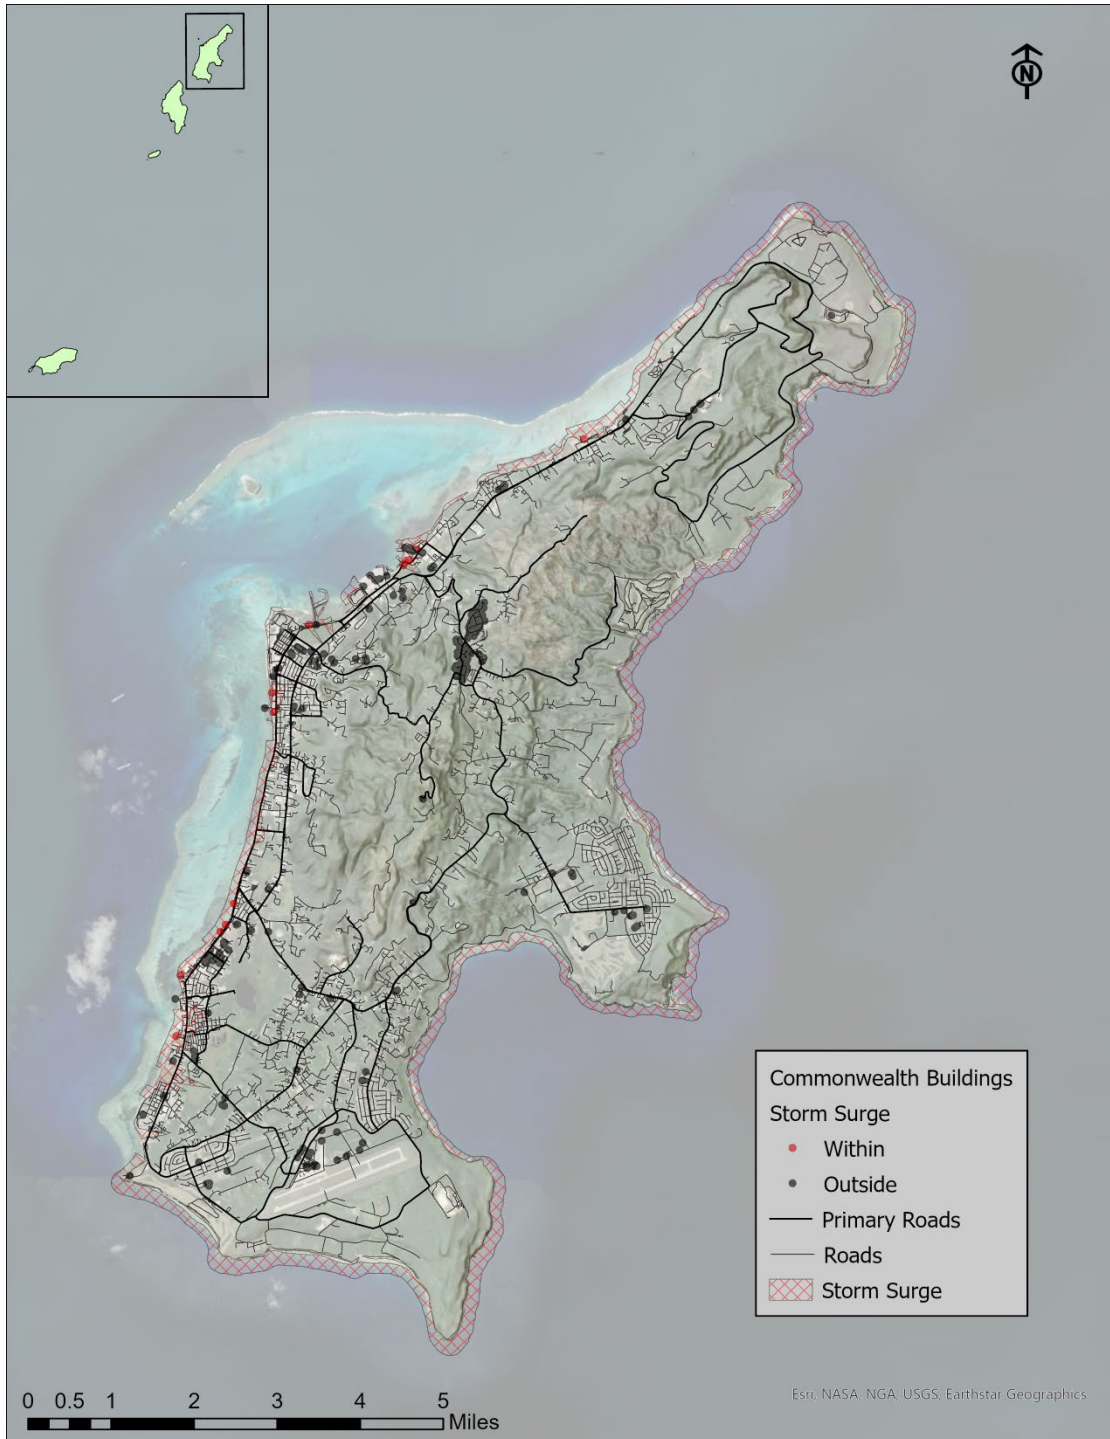 N
Commonwealth Buildings
Storm Surge
Within
Outside
Primary Roads
Roads
Storm Surge
Esri, NASA, NGA, USGS, Earthstar Geographics
0 0.5 1 2 3 4 5
Miles